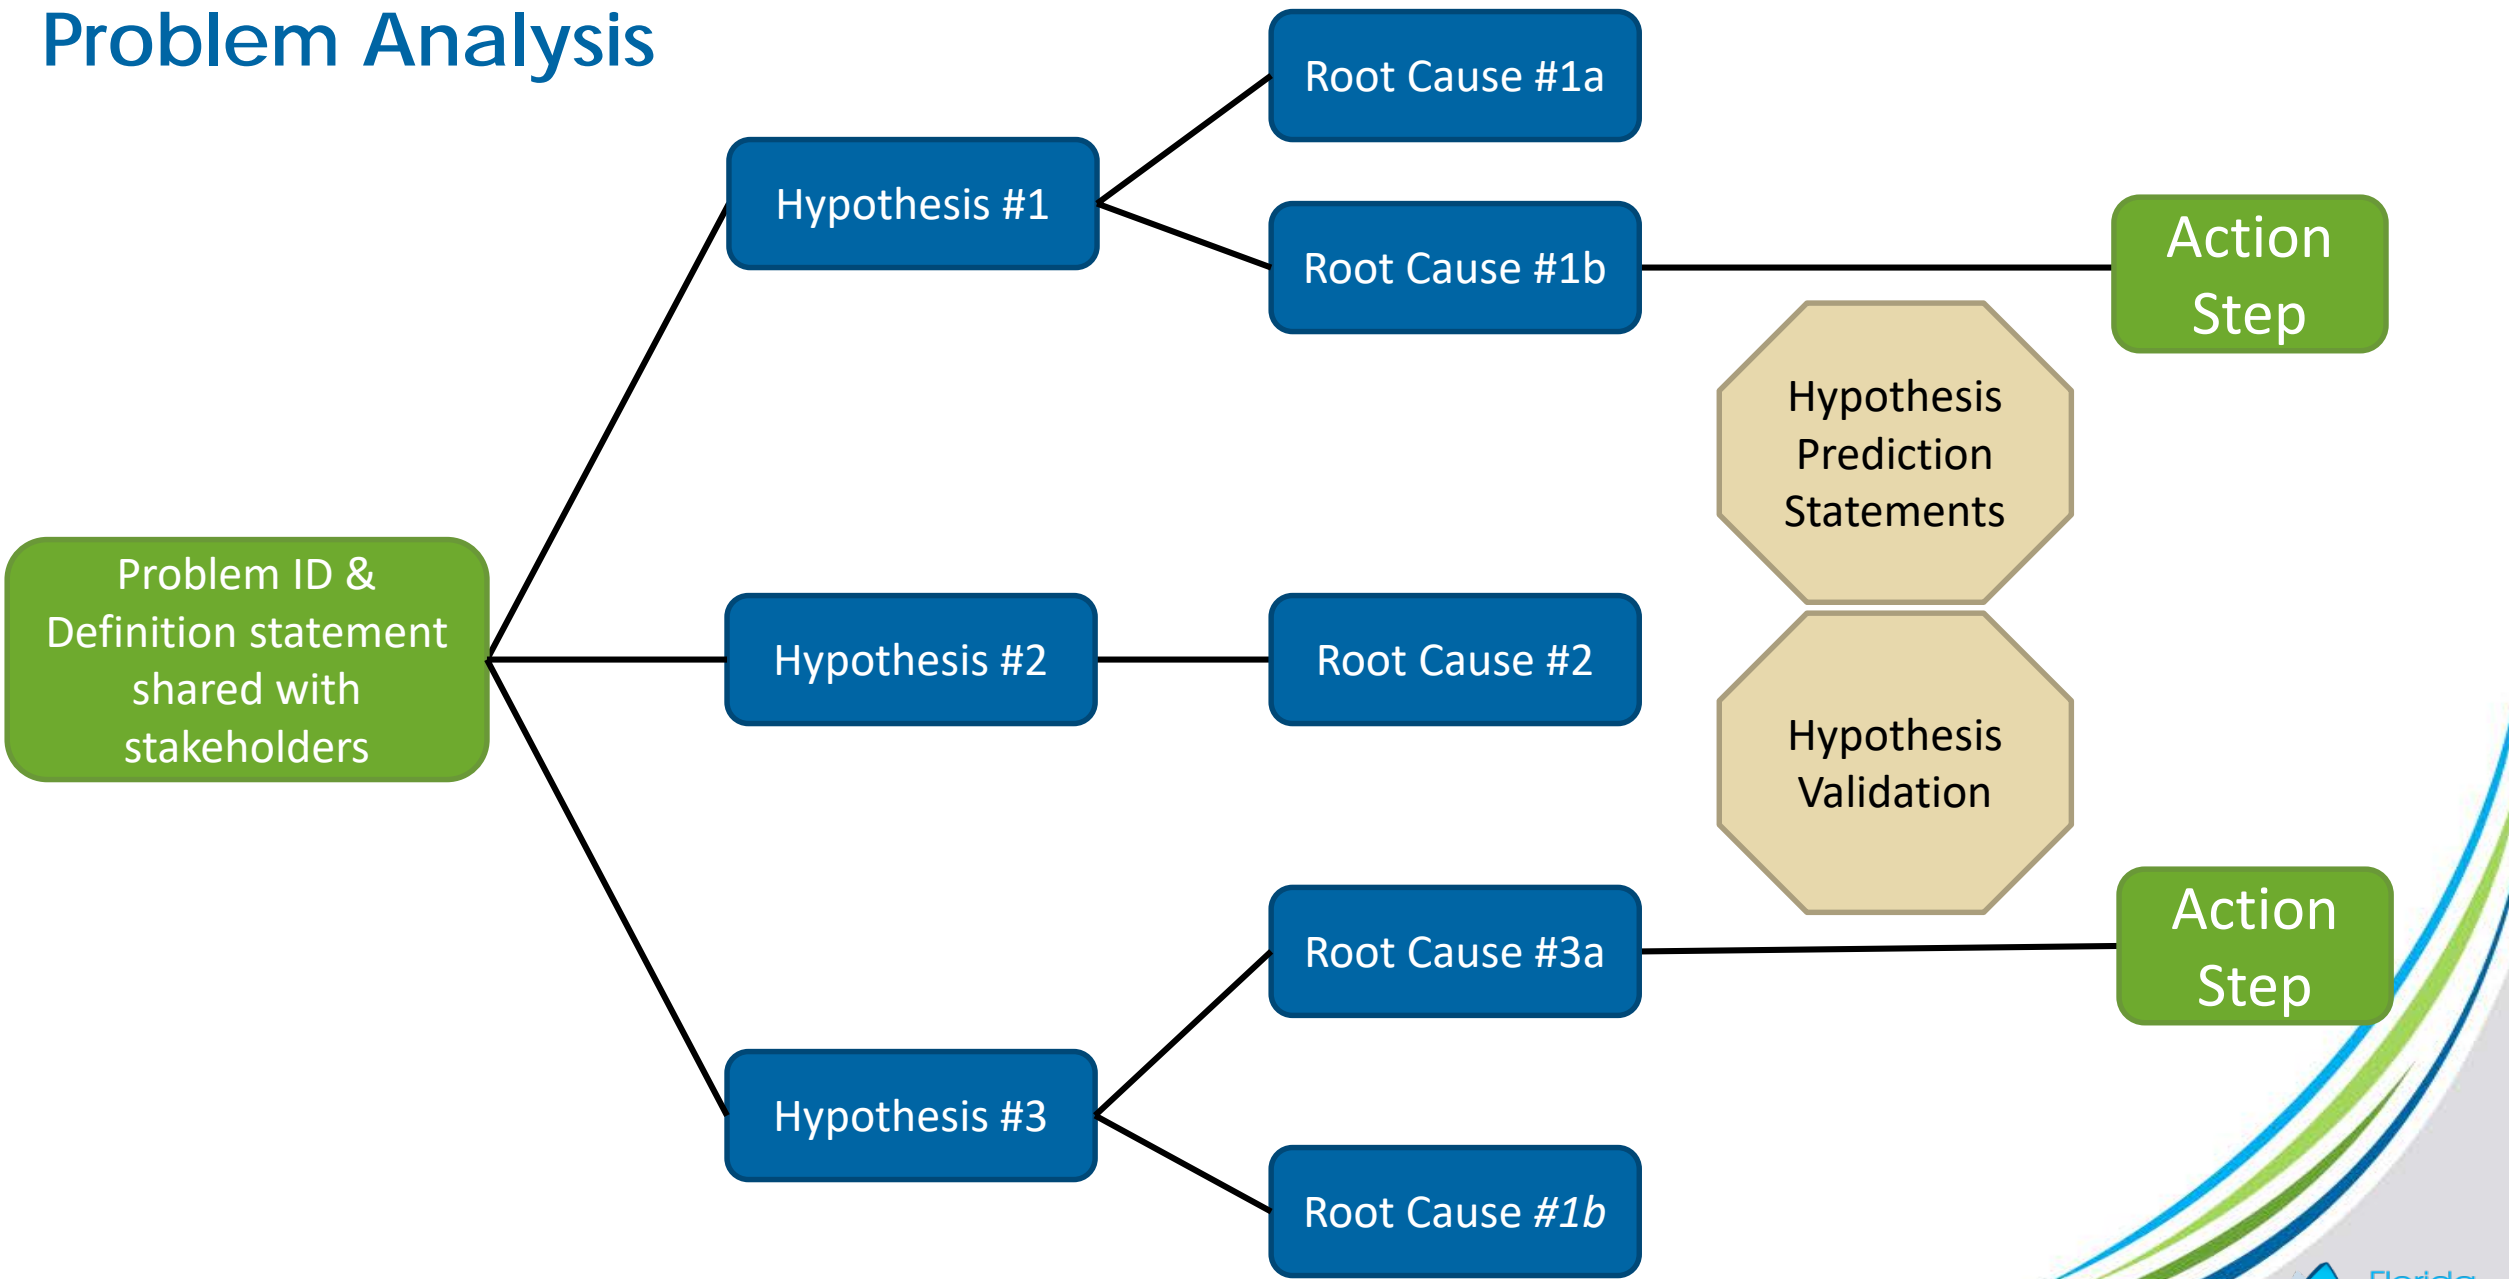 Problem Analysis
Root Cause #1a
Hypothesis #1
Root Cause #1b
Action
Step
Hypothesis
Prediction
Statements
Problem ID &
Definition statement
shared with
stakeholders
Hypothesis #2
Root Cause #2
Hypothesis
Validation
Root Cause #3a
Action
Step
Hypothesis #3
Root Cause #1b
Florida